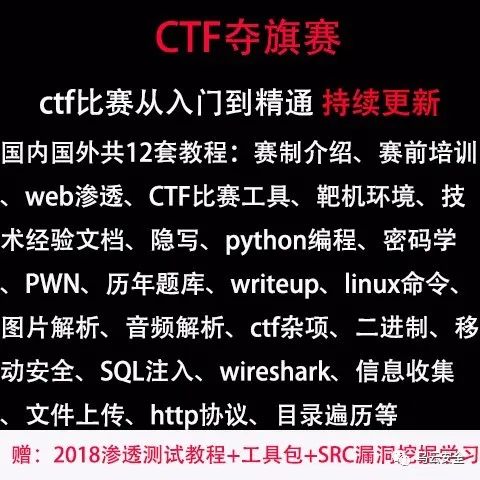 CTF夺旗赛
ctf比赛从入门到精通 持续更新
国内国外共12套教程：赛制介绍、赛前培训
、web渗透、CTF比赛工具、靶机环境、技
术经验文档、隐写、python编程、密码学
、PWN、历年题库、writeup、linux命令、
图片解析、音频解析、ctf杂项、二进制、移
动安全、SQL注入、wireshark、信息收集
、文件上传、http协议、目录遍历等
赠：2018渗透测试教程+工具包+SRC漏洞挖掘学习